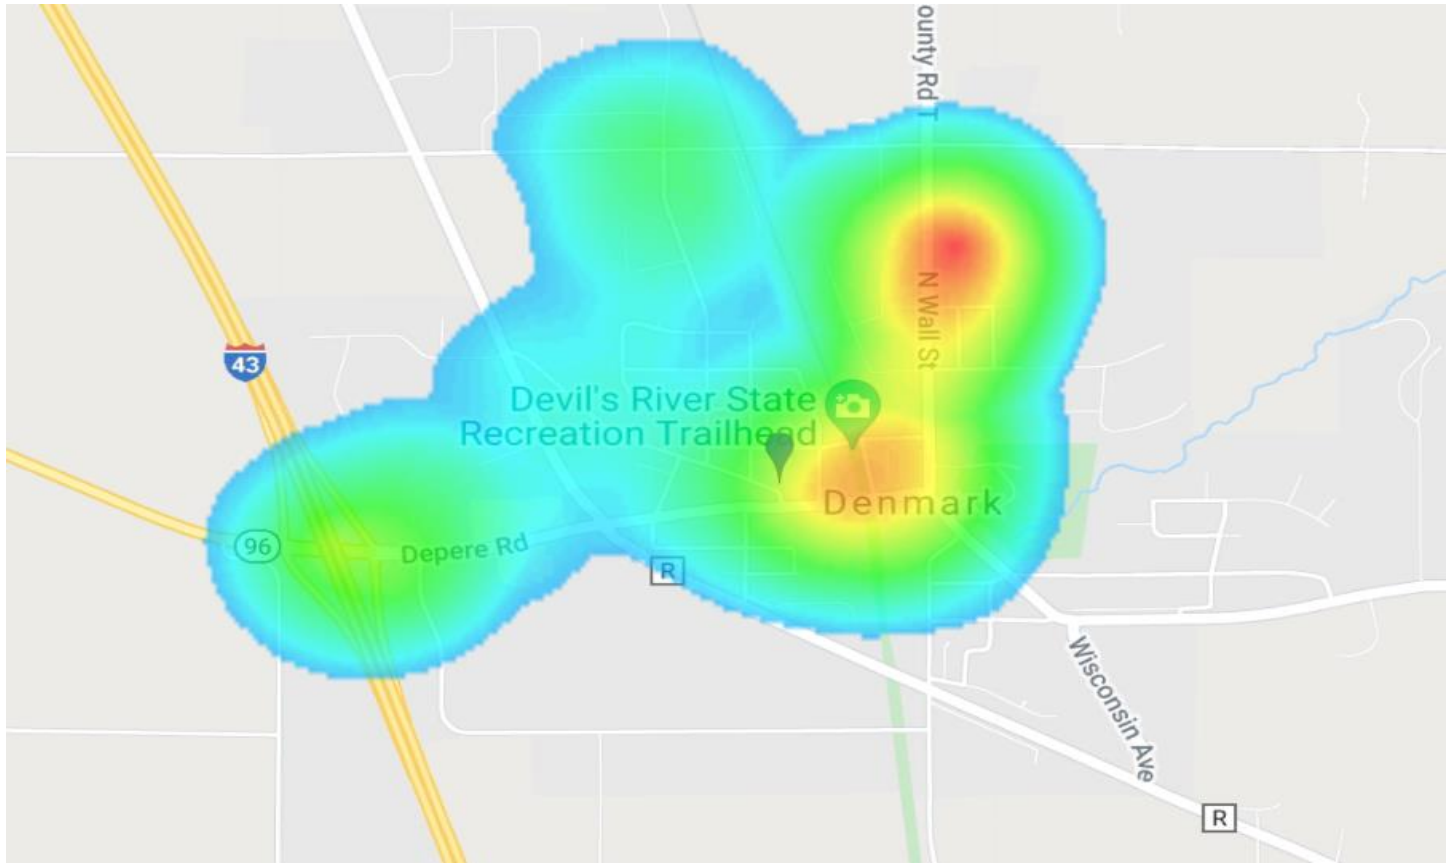 ounty Rd T
N Wall St
43
Devil's River State
Recreation Trailhead
Denmark
96
Depere Rd
R
Wisconsin Ave
R